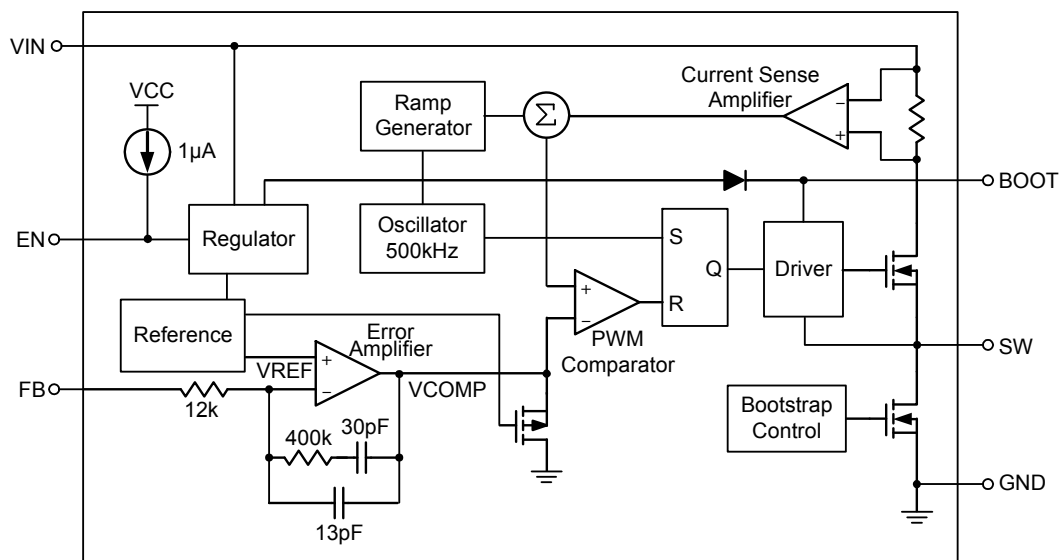 VIN
VCC
1µA
EN
FB
Ramp
Generator
Σ
Current Sense
Amplifier
−
+
BOOT
Regulator
Oscillator
500kHz
S
Q
R
Driver
Reference
Error
Amplifier
VREF
+
−
VCOMP
+
−
PWM
Comparator
SW
12k
400k
30pF
13pF
Bootstrap
Control
GND